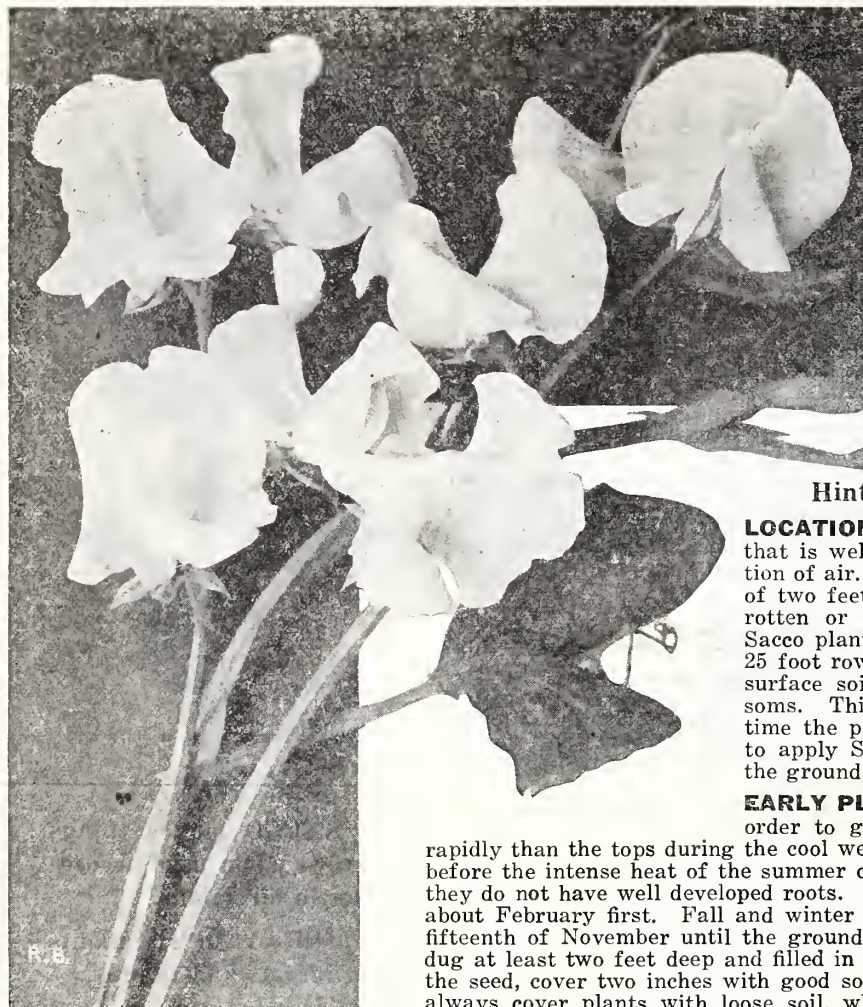 Hint
LOCATION
that is wel
tion of air.
of two feet
rotten or
Sacco plan
25 foot rov
surface soi
soms. Thi
time the p
to apply S
the ground
EARLY PL
order to g
rapidly than the tops during the cool we
before the intense heat of the summer c
they do not have well developed roots.
about February first. Fall and winter
fifteenth of November until the ground
dug at least two feet deep and filled in
the seed, cover two inches with good so
always cover plants with loose soil, w
R.B.